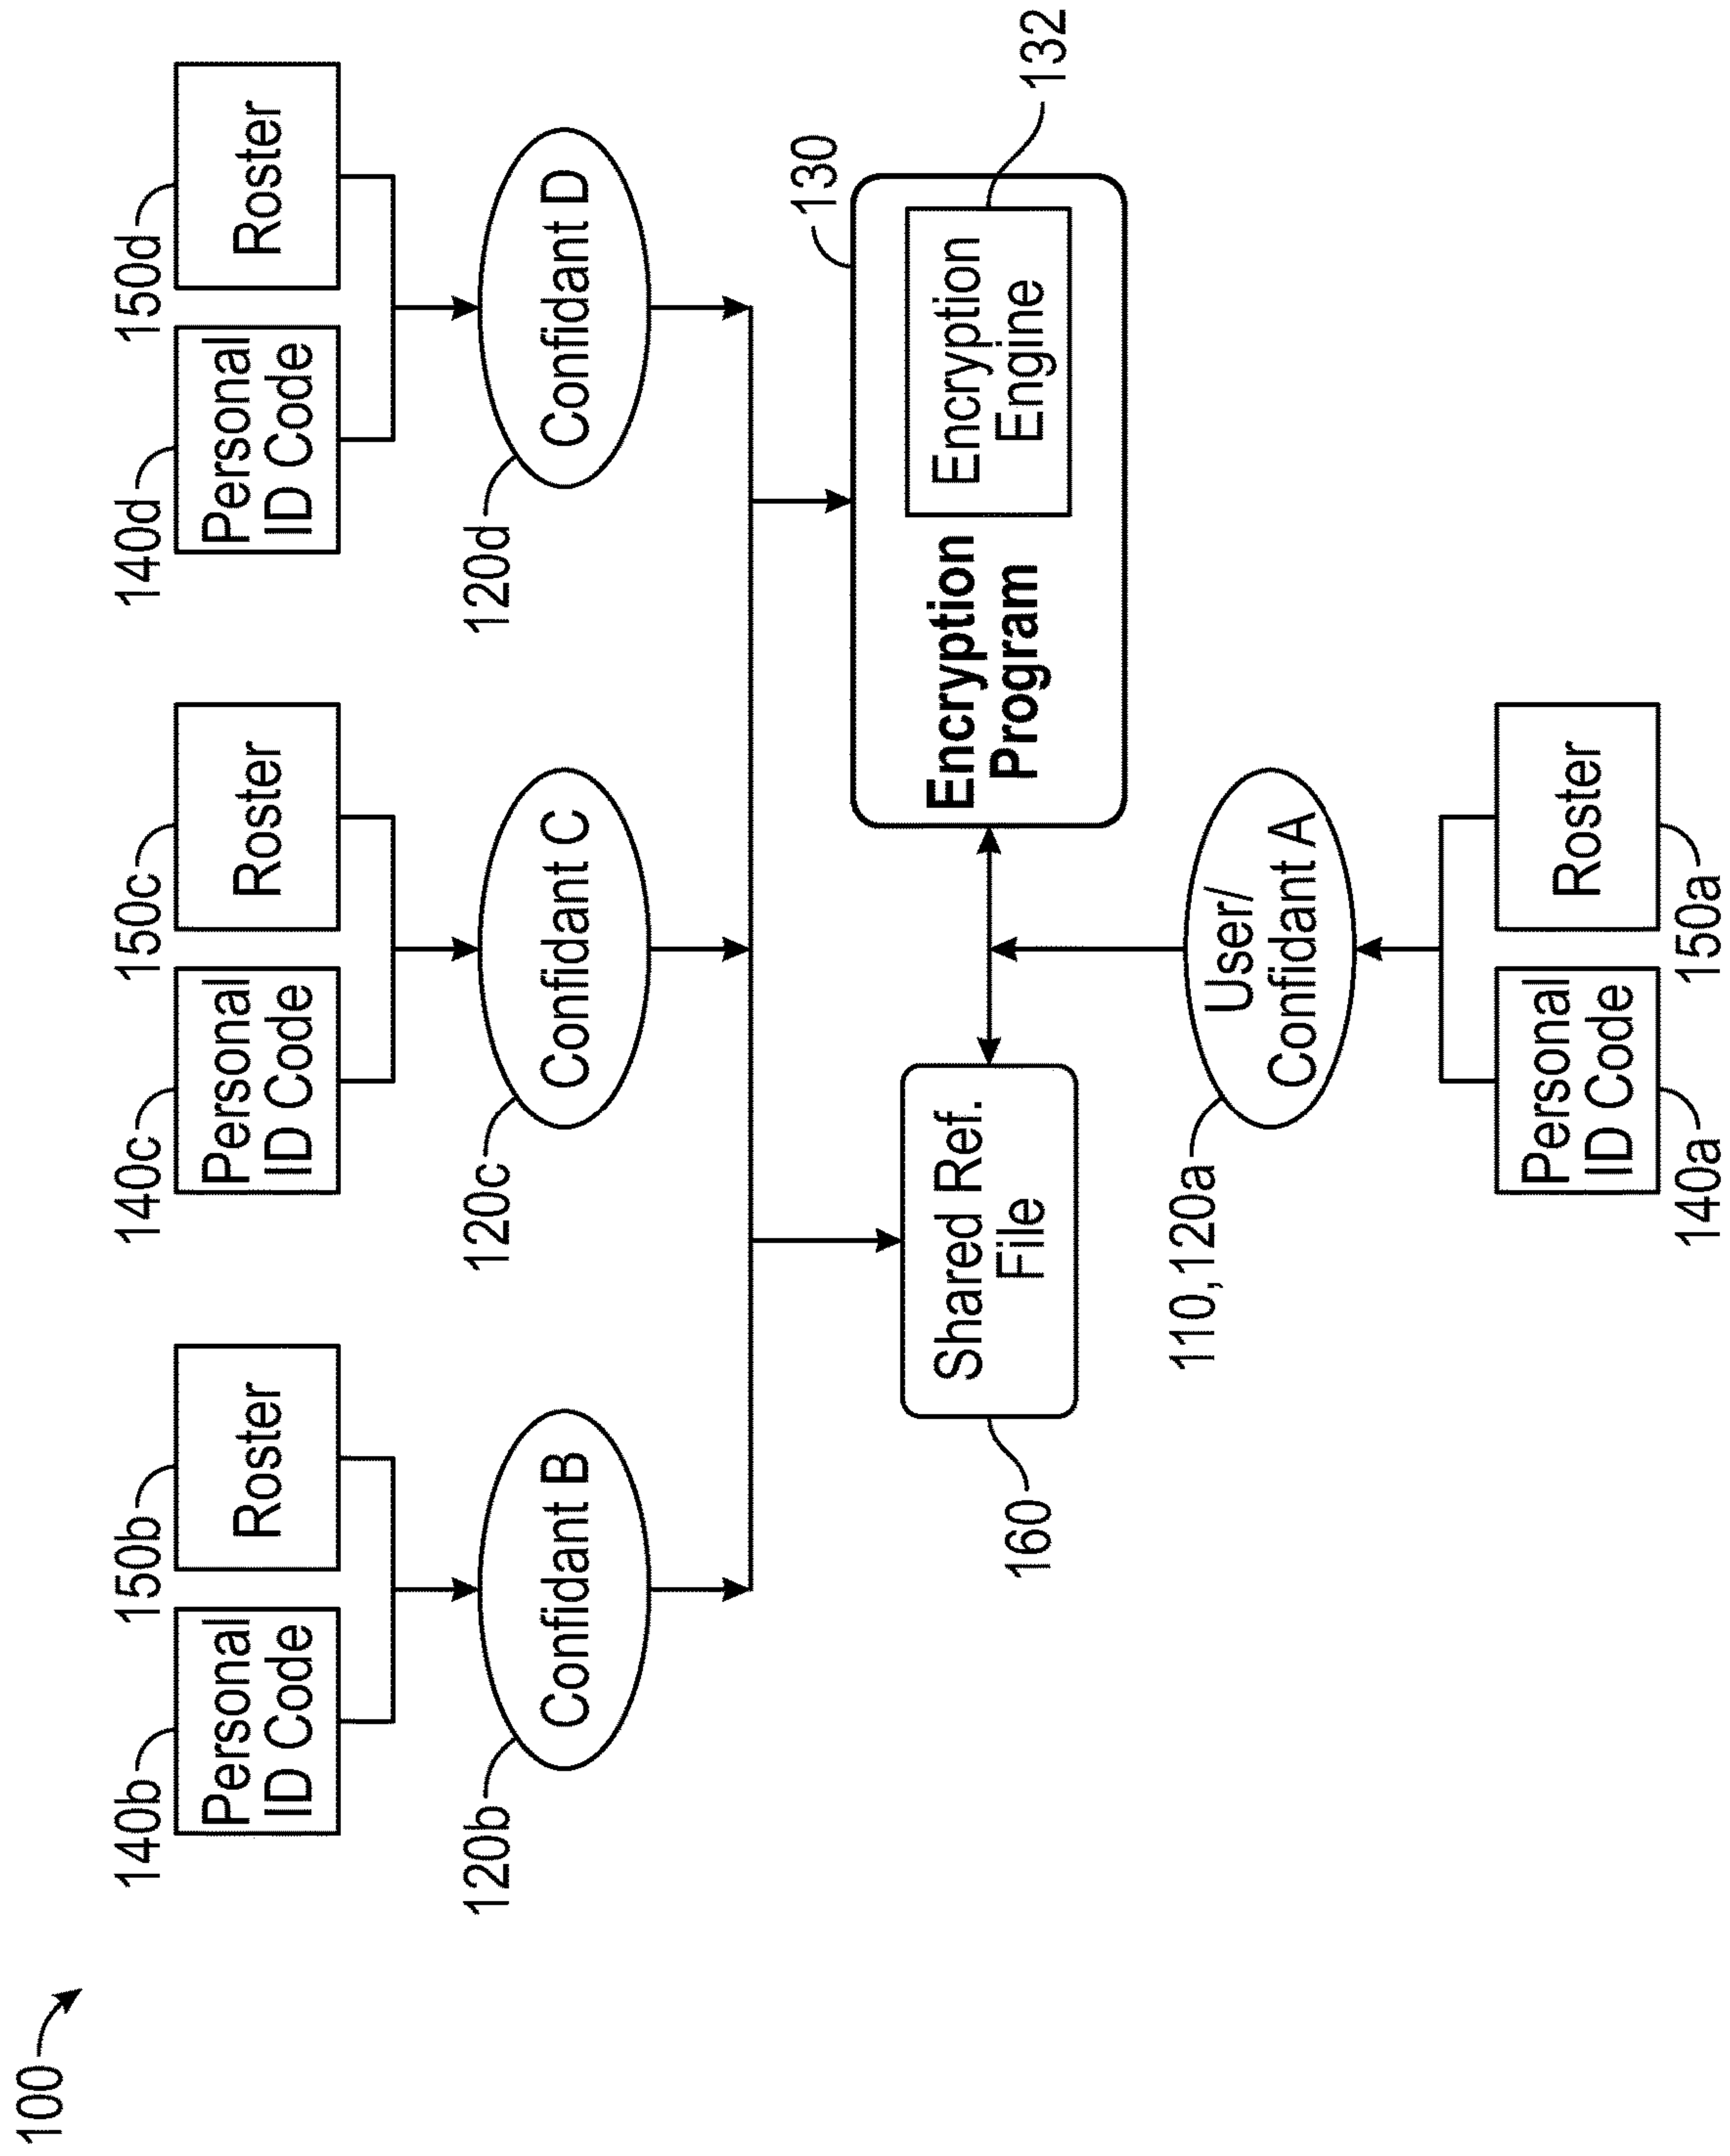 100
140b
150b
140c
150c
140d
150d
Personal
ID Code
Roster
Personal
ID Code
Roster
Personal
ID Code
Roster
120b
Confidant B
120c
Confidant C
120d
Confidant D
130
160
Shared Ref.
File
Encryption
Program
Encryption
Engine
132
110,120a
User/
Confidant A
Personal
ID Code
Roster
140a
150a